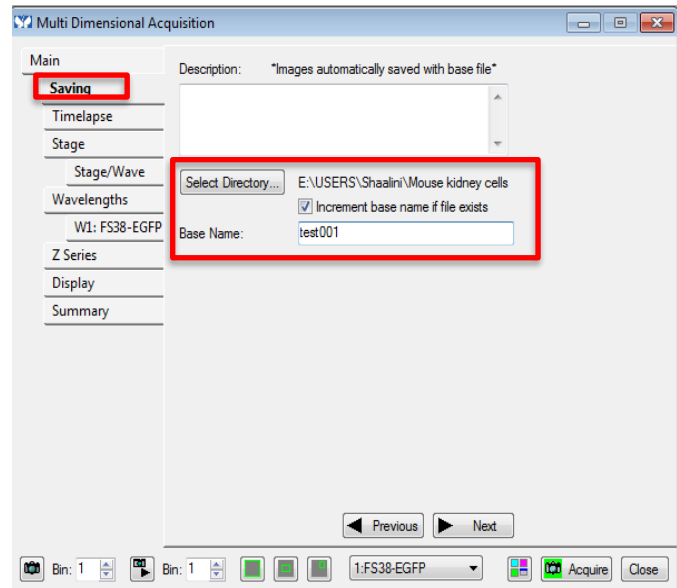 Multi Dimensional Acquisition
Main
Saving
Timelapse
Stage
Stage/Wave
Wavelengths
W1: FS38-EGFP
Z Series
Display
Summary
Description: *Images automatically saved with base file*
Select Directory... E:\USERS\Shaalini\Mouse kidney cells
Increment base name if file exists
Base Name: test001
Previous Next
Bin: 1 Bin: 1 1:FS38-EGFP Acquire Close